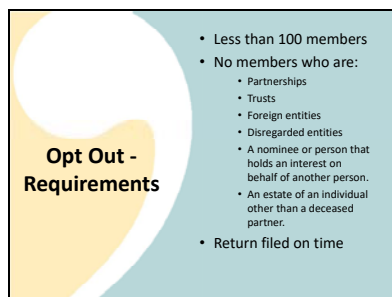 Opt Out -
Requirements
• Less than 100 members
• No members who are:
• Partnerships
• Trusts
• Foreign entities
• Disregarded entities
• A nominee or person that
holds an interest on
behalf of another person.
• An estate of an individual
other than a deceased
partner.
• Return filed on time